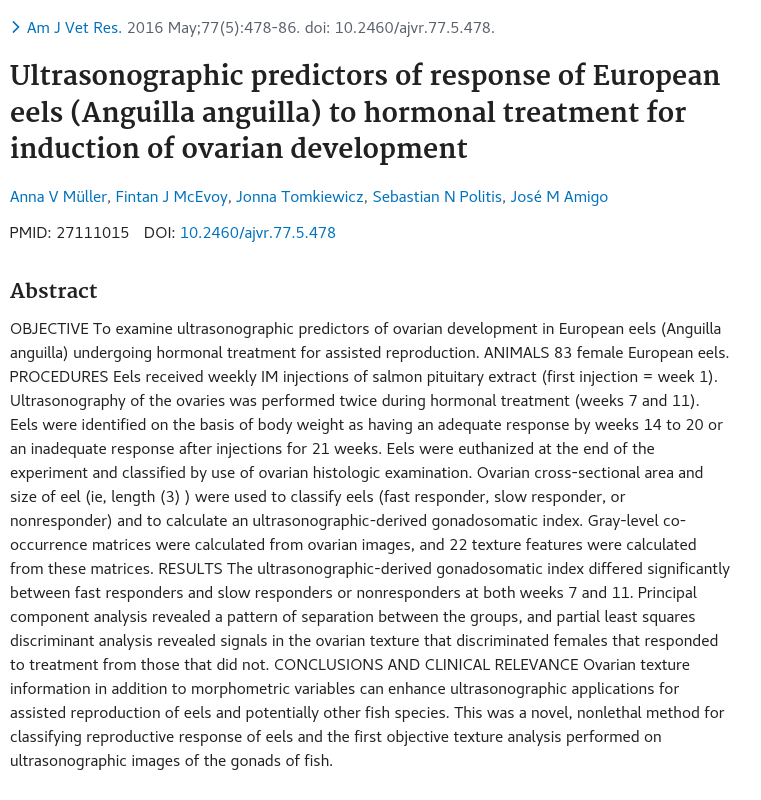 Am J Vet Res. 2016 May;77(5):478-86. doi: 10.2460/ajvr.77.5.478.
Ultrasonographic predictors of response of European
eels (Anguilla anguilla) to hormonal treatment for
induction of ovarian development
Anna V Müller, Fintan J McEvoy, Jonna Tomkiewicz, Sebastian N Politis, José M Amigo
PMID: 27111015 DOI: 10.2460/ajvr.77.5.478
Abstract
OBJECTIVE To examine ultrasonographic predictors of ovarian development in European eels (Anguilla
anguilla) undergoing hormonal treatment for assisted reproduction. ANIMALS 83 female European eels.
PROCEDURES Eels received weekly IM injections of salmon pituitary extract (first injection = week 1).
Ultrasonography of the ovaries was performed twice during hormonal treatment (weeks 7 and 11).
Eels were identified on the basis of body weight as having an adequate response by weeks 14 to 20 or
an inadequate response after injections for 21 weeks. Eels were euthanized at the end of the
experiment and classified by use of ovarian histologic examination. Ovarian cross-sectional area and
size of eel (ie, length (3) ) were used to classify eels (fast responder, slow responder, or
nonresponder) and to calculate an ultrasonographic-derived gonadosomatic index. Gray-level co-
occurrence matrices were calculated from ovarian images, and 22 texture features were calculated
from these matrices. RESULTS The ultrasonographic-derived gonadosomatic index differed significantly
between fast responders and slow responders or nonresponders at both weeks 7 and 11. Principal
component analysis revealed a pattern of separation between the groups, and partial least squares
discriminant analysis revealed signals in the ovarian texture that discriminated females that responded
to treatment from those that did not. CONCLUSIONS AND CLINICAL RELEVANCE Ovarian texture
information in addition to morphometric variables can enhance ultrasonographic applications for
assisted reproduction of eels and potentially other fish species. This was a novel, nonlethal method for
classifying reproductive response of eels and the first objective texture analysis performed on
ultrasonographic images of the gonads of fish.